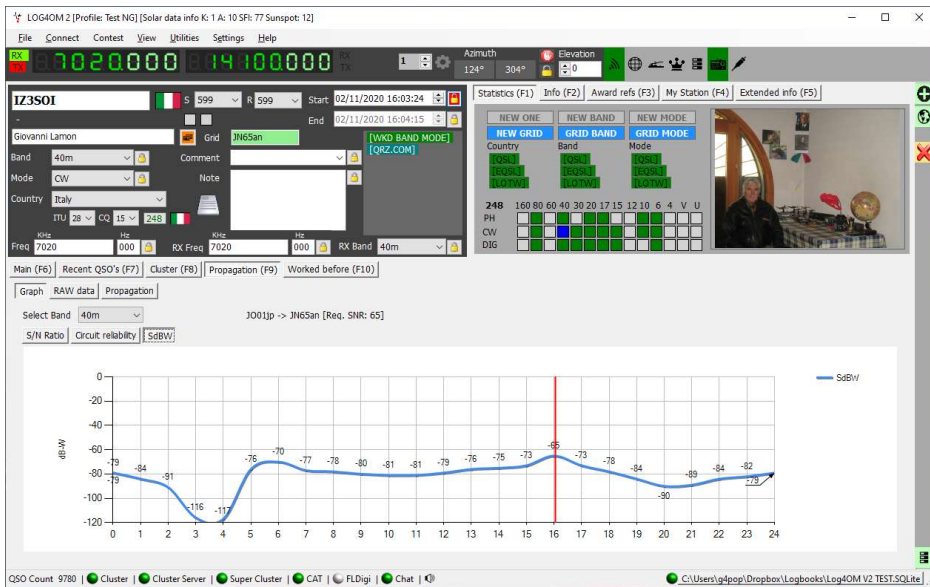 LOG4OM 2 [Profile: Test NG] [Solar data info K: 1 A: 10 SFI: 77 Sunspot: 12]
File Connect Contest View Utilities Settings Help
RX 7020.000 14100.000 RX
TX TX
1
Azimuth
124° 304°
Elevation
0
IZ3SOI
S 599 R 599 Start 02/11/2020 16:03:24
- End 02/11/2020 16:04:15
Giovanni Lamon Grid JN65an
[WKD BAND MODE]
[QRZ.COM]
Band 40m Comment
Mode CW Note
Country Italy
ITU 28 CQ 15 248
KHz Hz KHz Hz
Freq 7020 000 RX Freq 7020 000 RX Band 40m
Statistics (F1) Info (F2) Award refs (F3) My Station (F4) Extended info (F5)
NEW ONE NEW BAND NEW MODE
NEW GRID GRID BAND GRID MODE
Country Band Mode
[QSL] [QSL] [QSL]
[EQSL] [EQSL] [EQSL]
[LOTW] [LOTW] [LOTW]
248 160 80 60 40 30 20 17 15 12 10 6 4 V U
PH
CW
DIG
Main (F6) Recent QSO's (F7) Cluster (F8) Propagation (F9) Worked before (F10)
Graph RAW data Propagation
Select Band 40m JO01jp -> JN65an [Req. SNR: 65]
S/N Ratio Circuit reliability SdBW
SdBW
dB-W
0
-20
-40
-60
-80
-100
-120
-79 -79 -84 -91 -116 -117 -76 -70 -77 -78 -80 -81 -81 -79 -76 -75 -73 -65 -73 -78 -84 -90 -89 -84 -82 -79
0 1 2 3 4 5 6 7 8 9 10 11 12 13 14 15 16 17 18 19 20 21 22 23 24
QSO Count 9780 | Cluster | Cluster Server | Super Cluster | CAT | FLDigi | Chat |
C:\Users\g4pop\Dropbox\Logbooks\Log4OM V2 TEST.SQLite